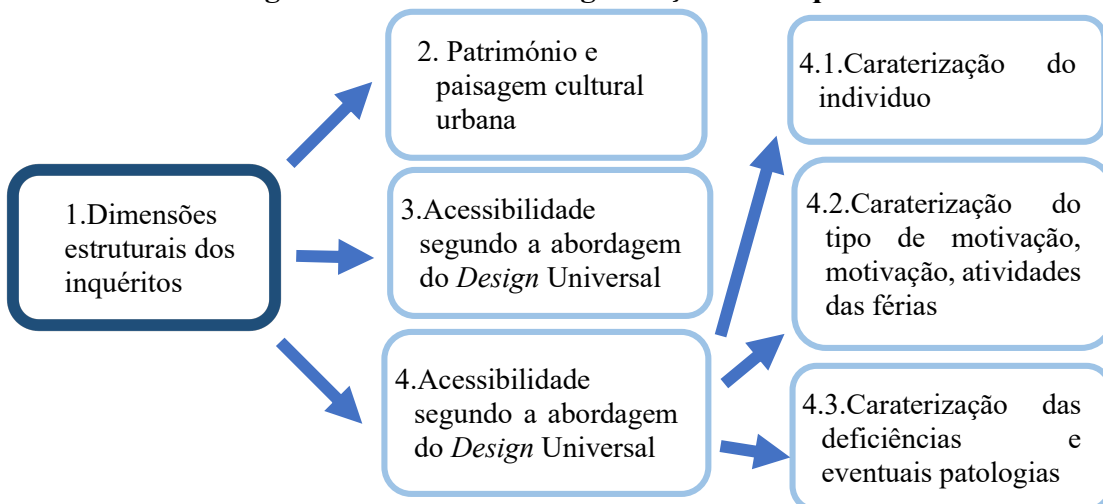 2. Património e
paisagem cultural
urbana
4.1.Caraterização do
individuo
1.Dimensões
estruturais dos
inquéritos
3.Acessibilidade
segundo a abordagem
do Design Universal
4.2.Caraterização do
tipo de motivação,
motivação, atividades
das férias
4.Acessibilidade
segundo a abordagem
do Design Universal
4.3.Caraterização das
deficiências e
eventuais patologias